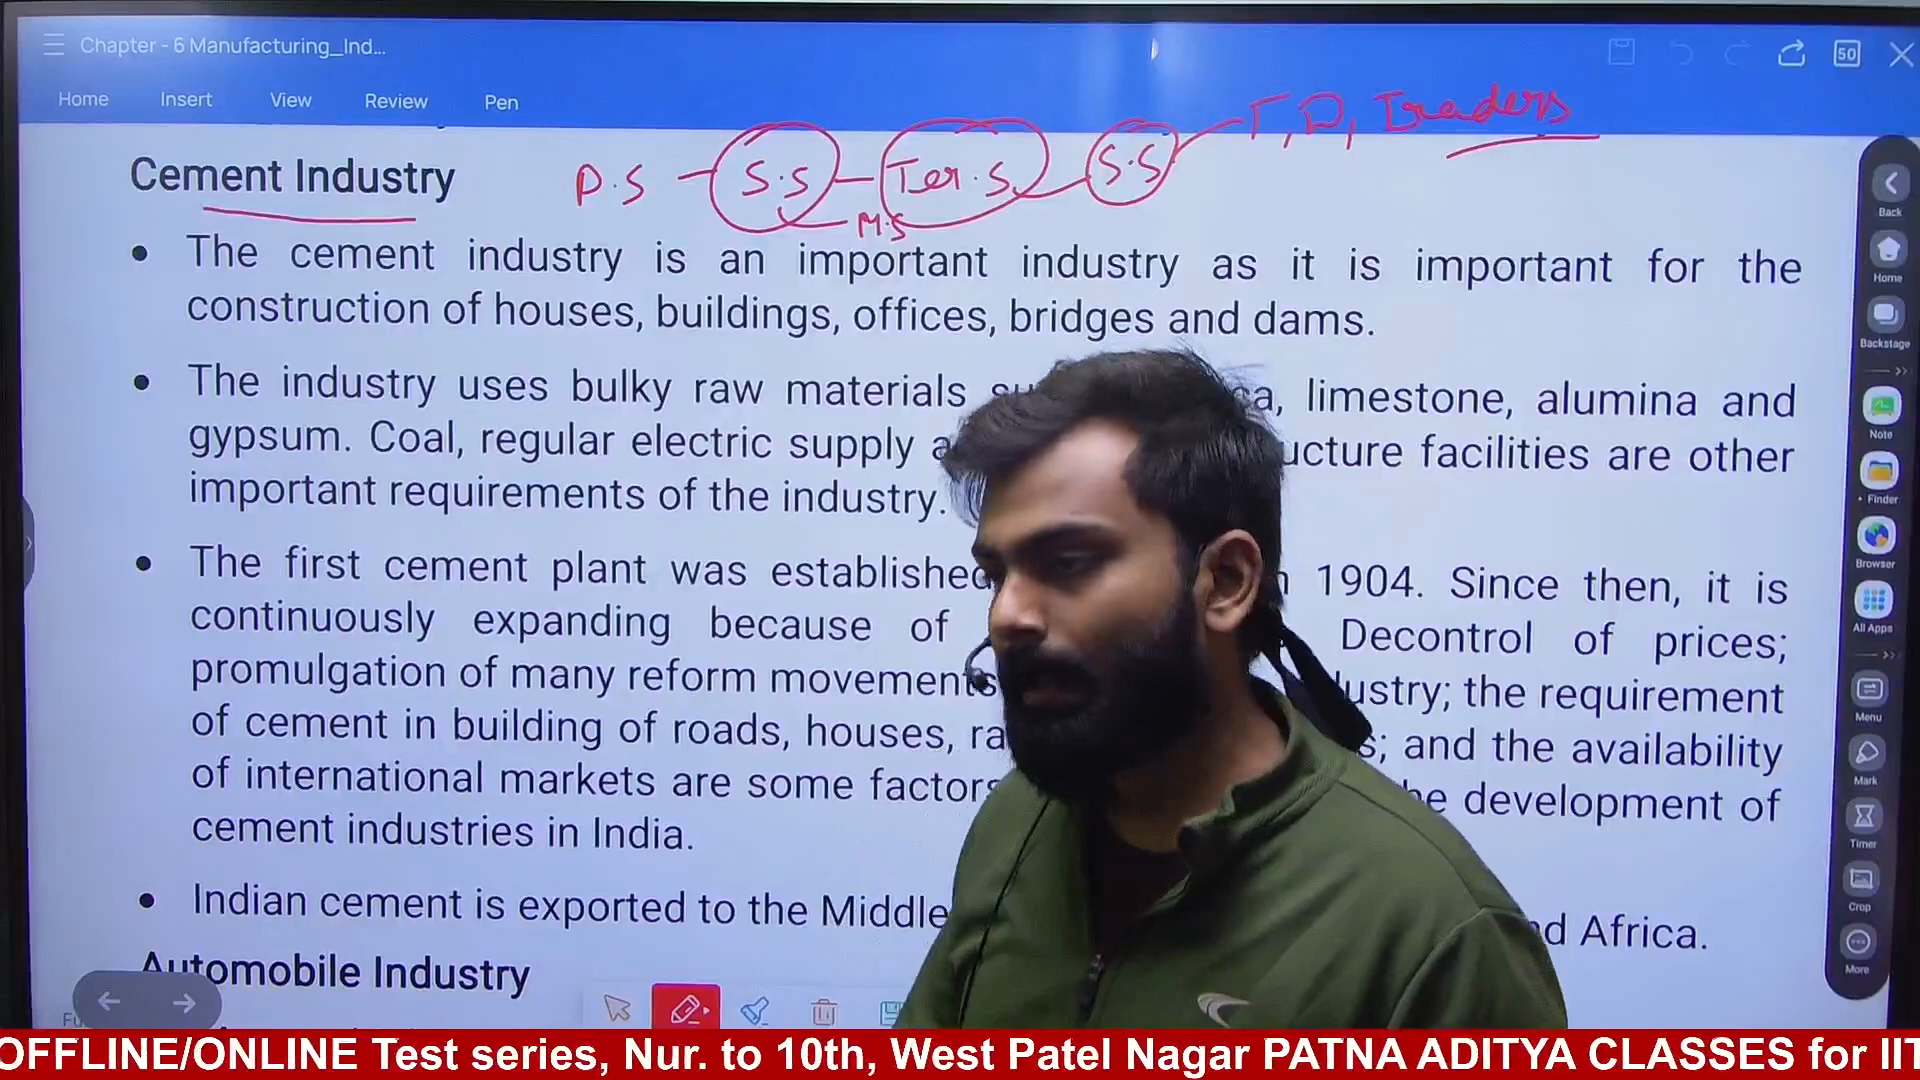 Chapter - 6 Manufacturing_Ind...
50
Home Insert View Review Pen
T, D, Traders
Cement Industry P.S - S.S - Ter.S S.S
M.S
• The cement industry is an important industry as it is important for the
construction of houses, buildings, offices, bridges and dams.
• The industry uses bulky raw materials limestone, alumina and
gypsum. Coal, regular electric supply facilities are other
important requirements of the industry.
• The first cement plant was established 1904. Since then, it is
continuously expanding because of Decontrol of prices;
promulgation of many reform movements the requirement
of cement in building of roads, houses, and the availability
of international markets are some factors the development of
cement industries in India.
• Indian cement is exported to the Middle Africa.
Automobile Industry
Back
Home
Backstage
Note
Finder
Browser
All Apps
Menu
Mark
Timer
Crop
More
OFFLINE/ONLINE Test series, Nur. to 10th, West Patel Nagar PATNA ADITYA CLASSES for IIT